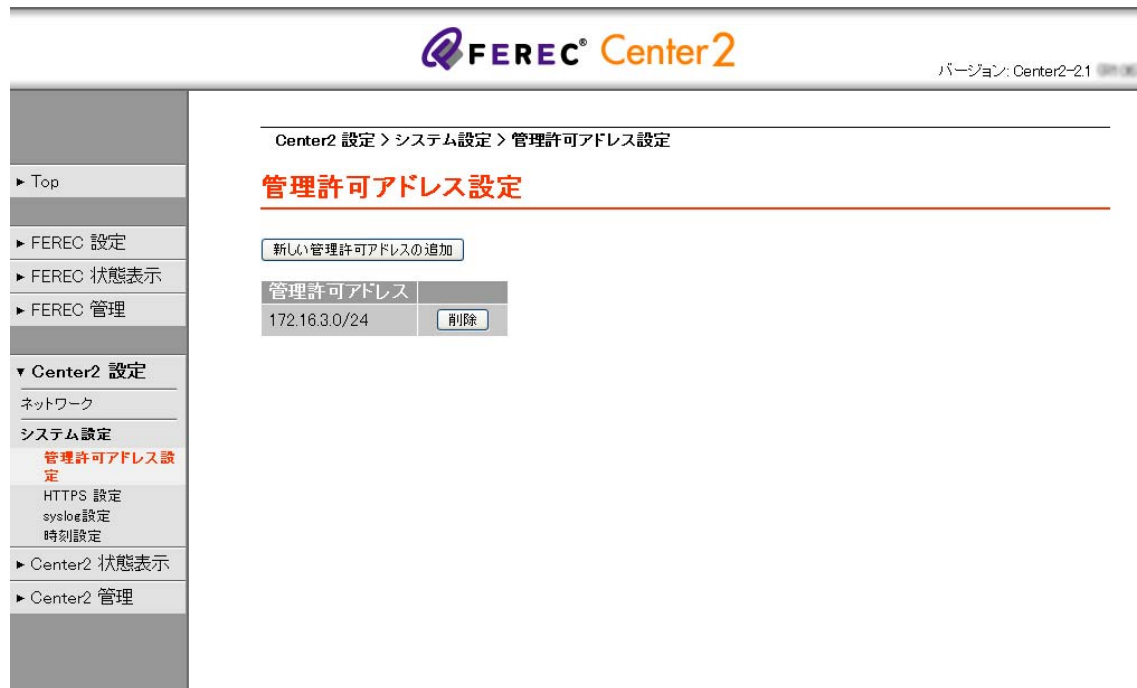 FEREC® Center2
バージョン: Center2-2.1
Center2 設定 > システム設定 > 管理許可アドレス設定
管理許可アドレス設定
新しい管理許可アドレスの追加
管理許可アドレス
172.16.3.0/24 削除
► Top
► FEREC 設定
► FEREC 状態表示
► FEREC 管理
▼ Center2 設定
ネットワーク
システム設定
管理許可アドレス設
定
HTTPS 設定
syslog設定
時刻設定
► Center2 状態表示
► Center2 管理